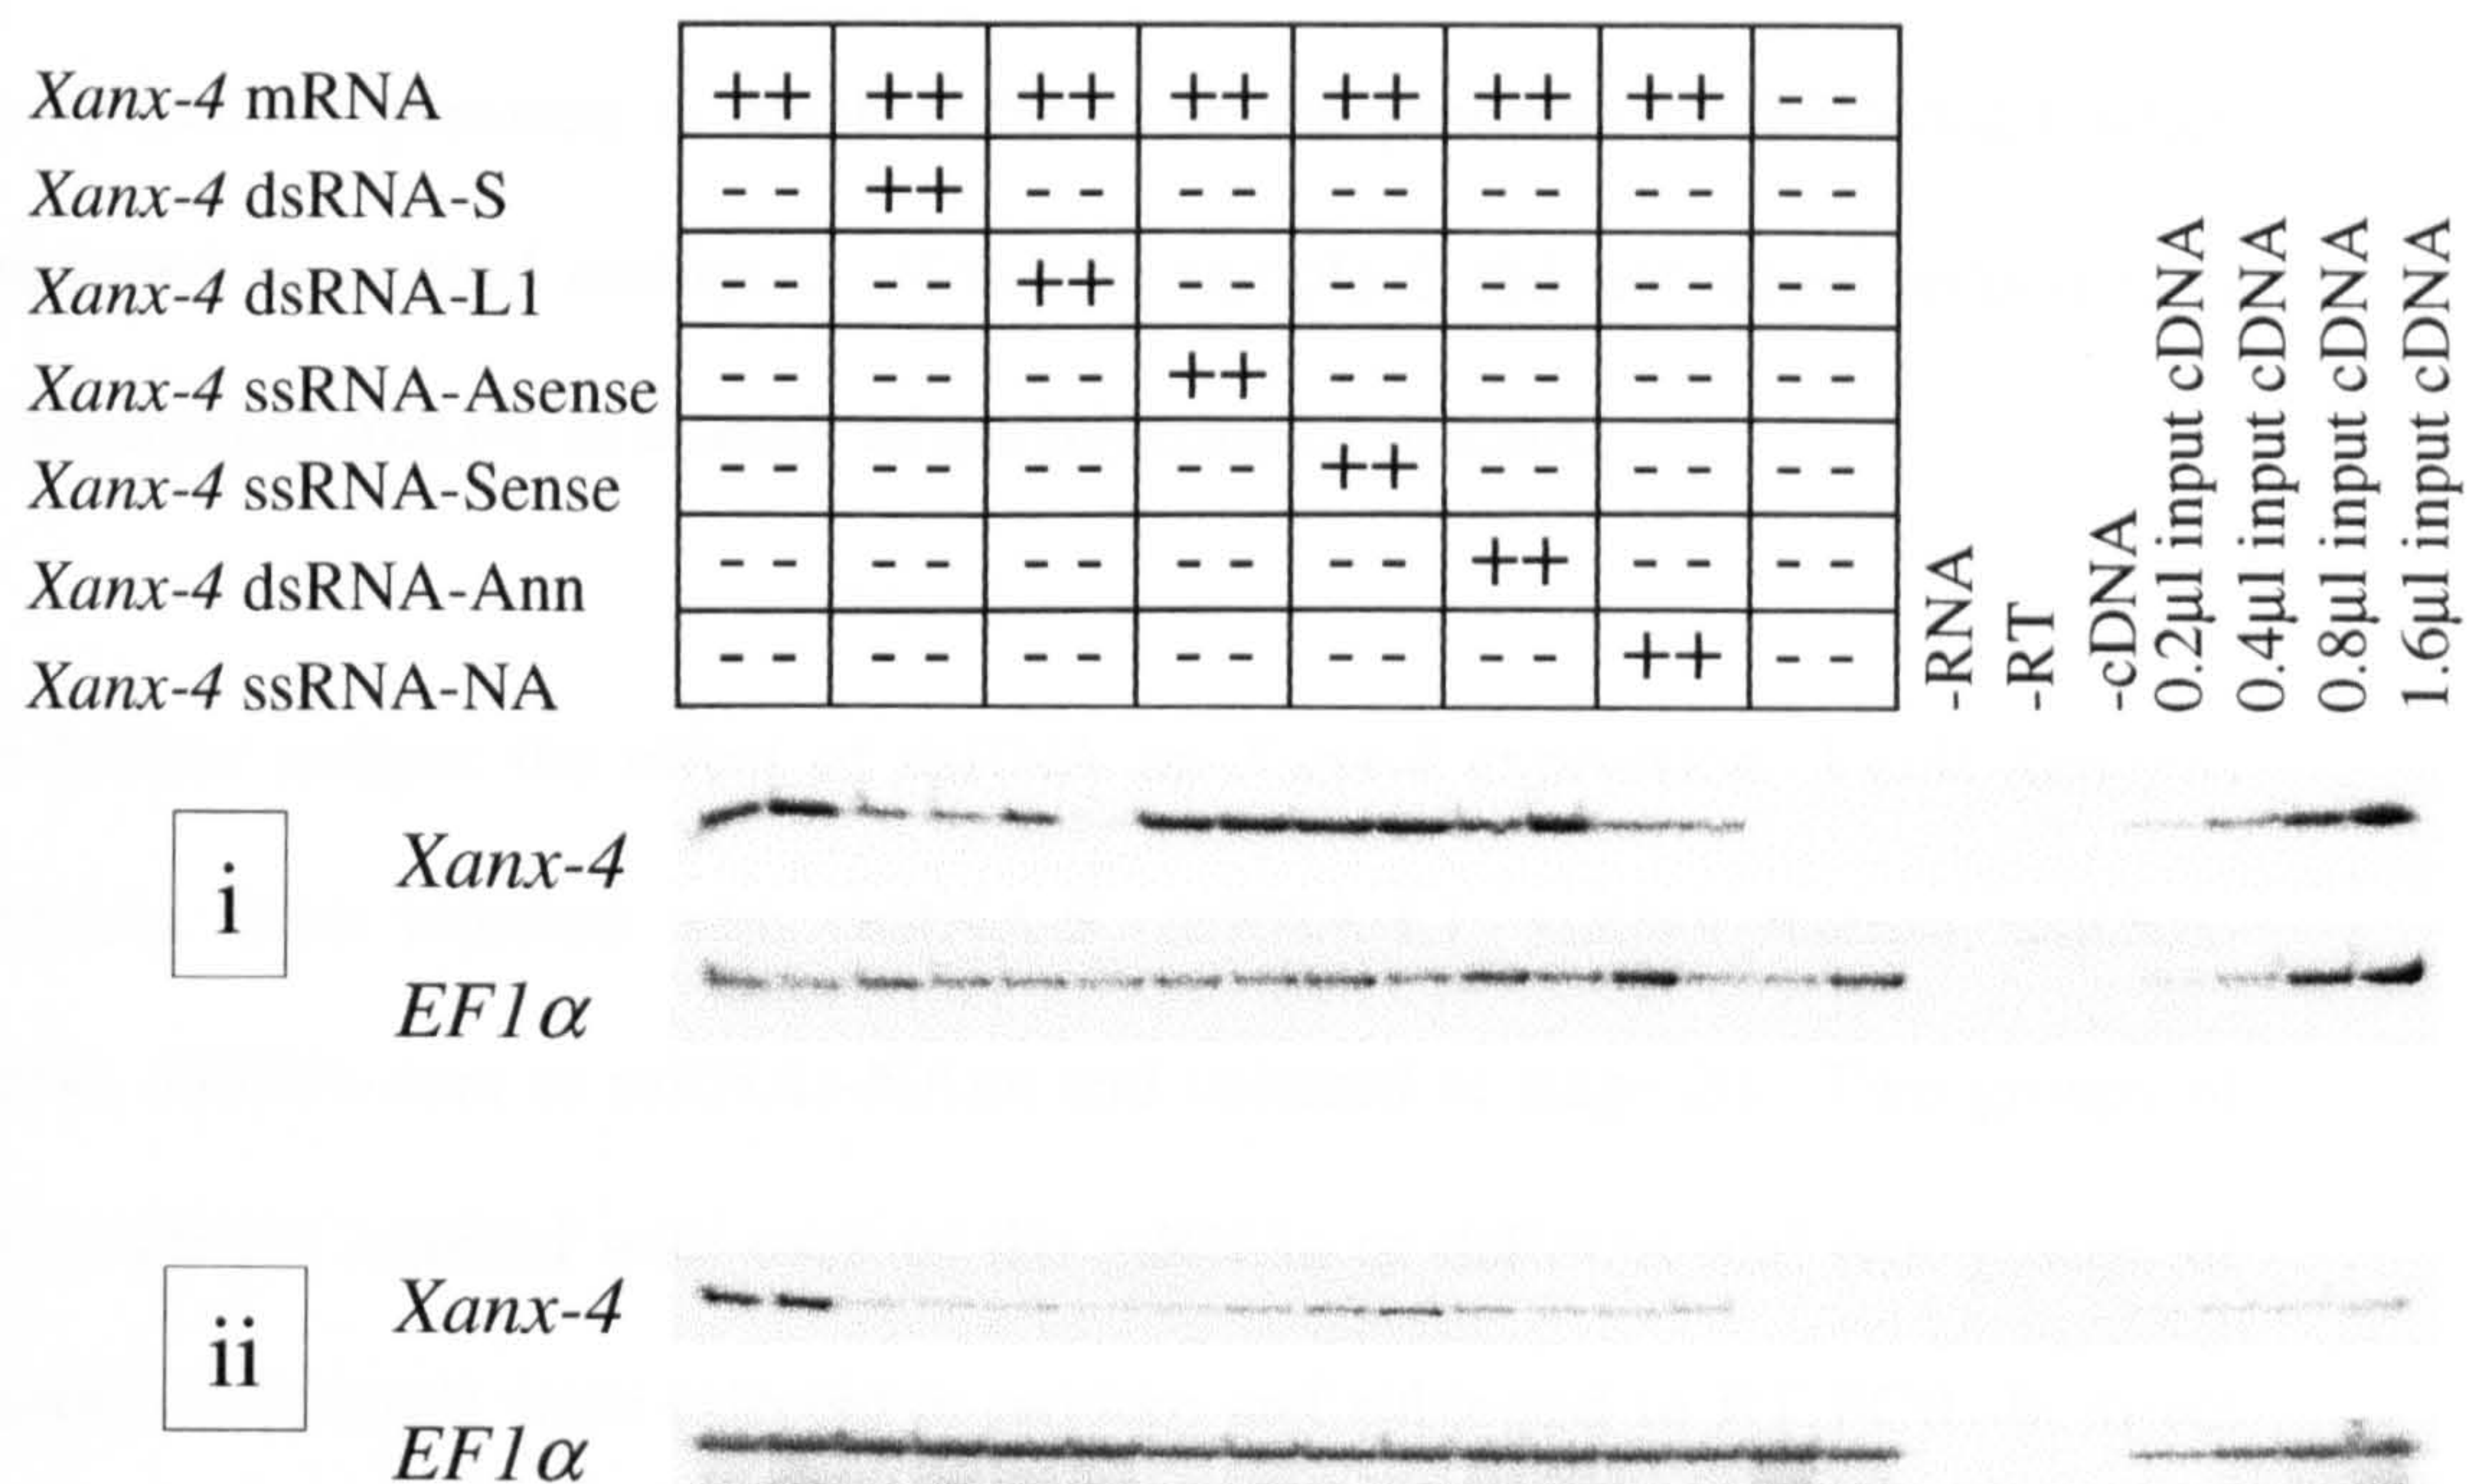 Xanx-4 mRNA ++ ++ ++ ++ ++ ++ ++ - -
Xanx-4 dsRNA-S - - ++ - - - - - - - - - - - -
Xanx-4 dsRNA-L1 - - - - ++ - - - - - - - - - -
Xanx-4 ssRNA-Asense - - - - - - ++ - - - - - - - -
Xanx-4 ssRNA-Sense - - - - - - - - ++ - - - - - -
Xanx-4 dsRNA-Ann - - - - - - - - - - ++ - - - -
Xanx-4 ssRNA-NA - - - - - - - - - - - - ++ - -
-RNA
-RT
-cDNA
0.2µl input cDNA
0.4µl input cDNA
0.8µl input cDNA
1.6µl input cDNA
i
Xanx-4
EF1α
ii
Xanx-4
EF1α